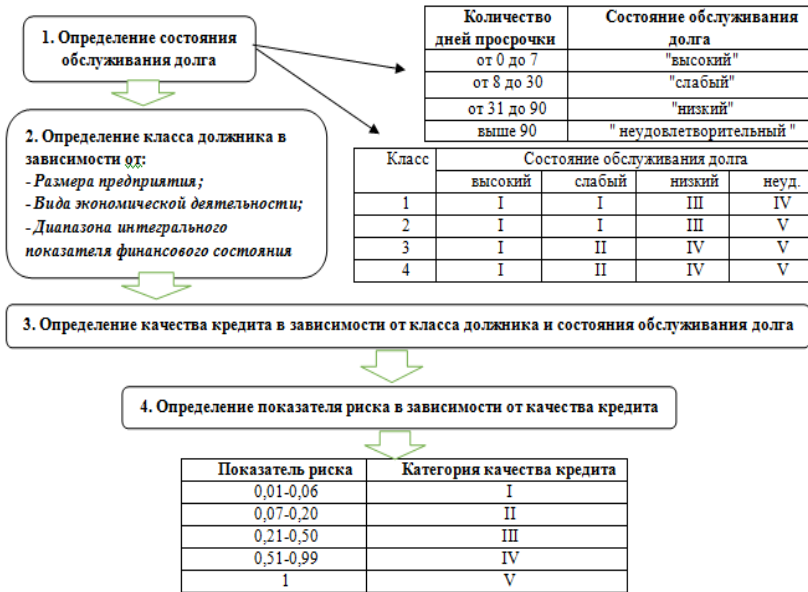 1. Определение состояния
обслуживания долга
Количество дней просрочки | Состояние обслуживания долга
от 0 до 7 | "высокий"
от 8 до 30 | "слабый"
от 31 до 90 | "низкий"
выше 90 | " неудовлетворительный "
2. Определение класса должника в
зависимости от:
- Размера предприятия;
- Вида экономической деятельности;
- Диапазона интегрального
показателя финансового состояния
Класс | Состояние обслуживания долга
высокий | слабый | низкий | неуд.
1 | I | I | III | IV
2 | I | I | III | V
3 | I | II | IV | V
4 | I | II | IV | V
3. Определение качества кредита в зависимости от класса должника и состояния обслуживания долга
4. Определение показателя риска в зависимости от качества кредита
Показатель риска | Категория качества кредита
0,01-0,06 | I
0,07-0,20 | II
0,21-0,50 | III
0,51-0,99 | IV
1 | V